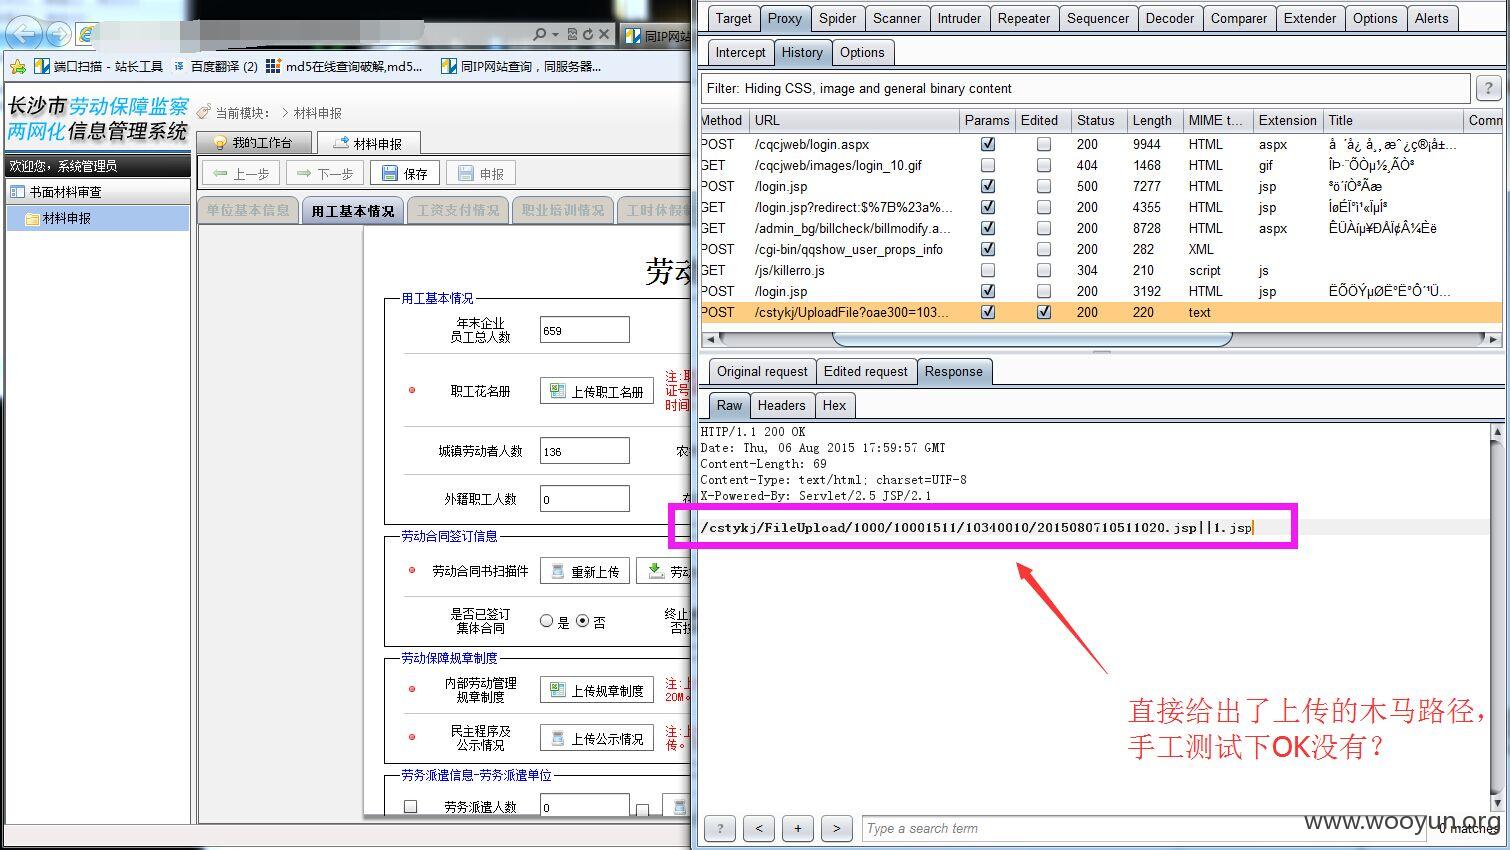 同IP网站
端口扫描 - 站长工具
百度翻译 (2)
md5在线查询破解,md5...
同IP网站查询，同服务器...
长沙市劳动保障监察
两网化信息管理系统
当前模块：
材料申报
我的工作台
材料申报
欢迎您，系统管理员
上一步
下一步
保存
申报
书面材料审查
材料申报
单位基本信息
用工基本情况
工资支付情况
职业培训情况
工时休假
劳动
用工基本情况
年末企业
员工总人数
659
职工花名册
上传职工名册
注:
证号
时间
城镇劳动者人数
136
外籍职工人数
0
劳动合同签订信息
劳动合同书扫描件
重新上传
劳动
是否已签订
集体合同
是
否
终止
劳动保障规章制度
内部劳动管理
规章制度
上传规章制度
注:上
20M。
民主程序及
公示情况
上传公示情况
注:上
传。
劳务派遣信息-劳务派遣单位
劳务派遣人数
0
Target
Proxy
Spider
Scanner
Intruder
Repeater
Sequencer
Decoder
Comparer
Extender
Options
Alerts
Intercept
History
Options
Filter: Hiding CSS, image and general binary content
?
Method URL Params Edited Status Length MIME t... Extension Title Comm
POST /cqcjweb/login.aspx 200 9944 HTML aspx
GET /cqcjweb/images/login_10.gif 404 1468 HTML gif
POST /login.jsp 500 7277 HTML jsp
GET /login.jsp?redirect:$%7B%23a%... 200 4355 HTML jsp
GET /admin_bg/billcheck/billmodify.a... 200 8728 HTML aspx
POST /cgi-bin/qqshow_user_props_info 200 282 XML
GET /js/killerro.js 304 210 script js
POST /login.jsp 200 3192 HTML jsp
POST /cstykj/UploadFile?oae300=103... 200 220 text
Original request
Edited request
Response
Raw
Headers
Hex
HTTP/1.1 200 OK
Date: Thu, 06 Aug 2015 17:59:57 GMT
Content-Length: 69
Content-Type: text/html; charset=UTF-8
X-Powered-By: Servlet/2.5 JSP/2.1
/cstykj/FileUpload/1000/10001511/10340010/2015080710511020.jsp||1.jsp
直接给出了上传的木马路径，
手工测试下OK没有？
?
<
+
>
Type a search term
0 matches
www.wooyun.org